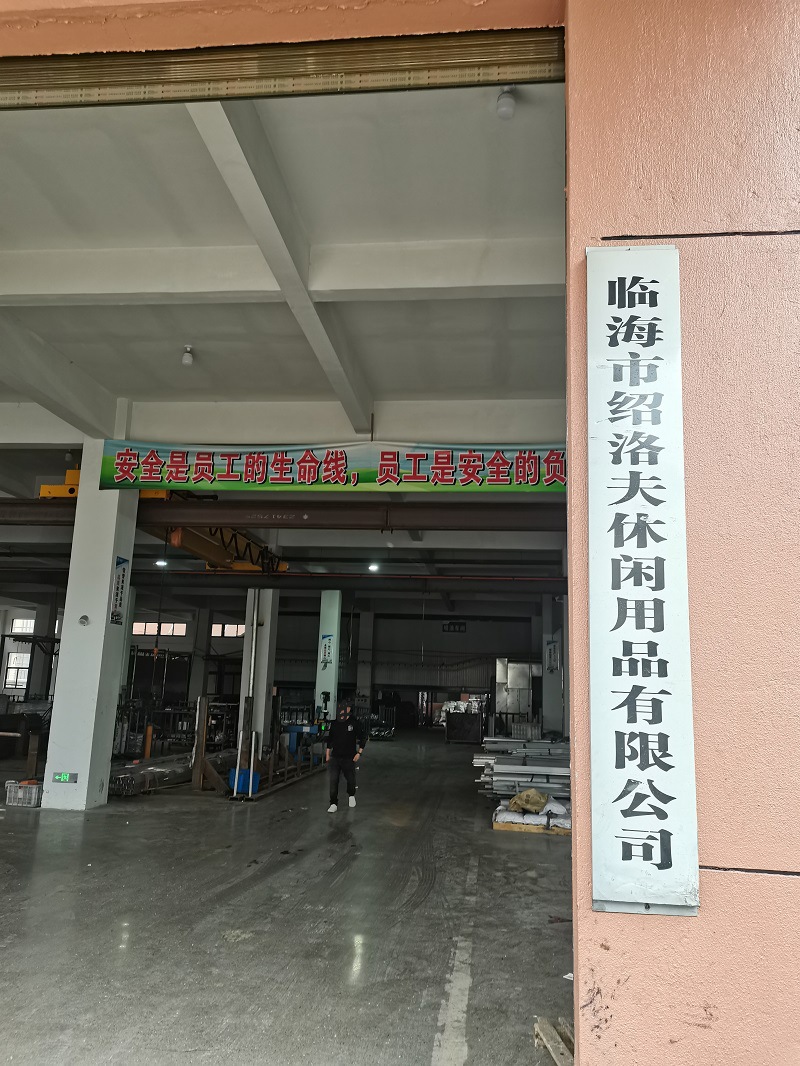 安全是员工的生命线，员工是安全的负
临海市绍洛夫休闲用品有限公司